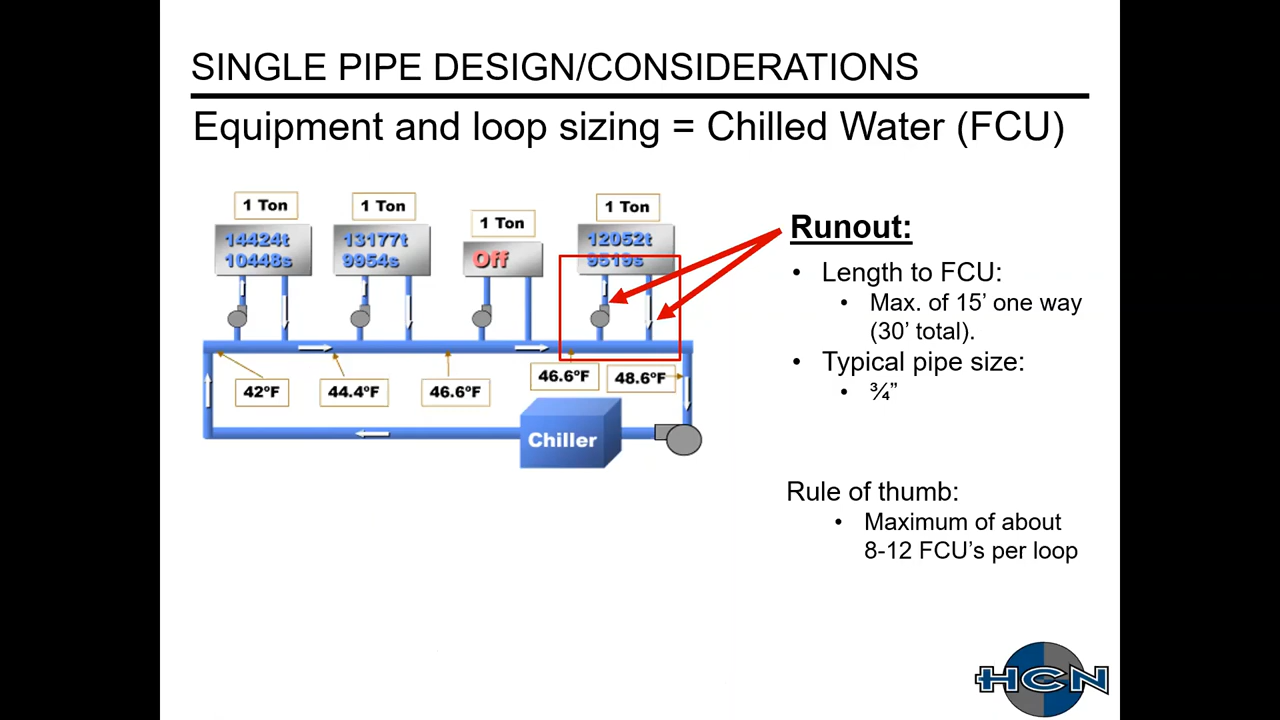 SINGLE PIPE DESIGN/CONSIDERATIONS
Equipment and loop sizing = Chilled Water (FCU)
1 Ton
1 Ton
1 Ton
1 Ton
14424t
10448s
13177t
9954s
Off
12052t
9519s
42°F
44.4°F
46.6°F
46.6°F
48.6°F
Chiller
Runout:
• Length to FCU:
• Max. of 15’ one way
(30’ total).
• Typical pipe size:
• ¾”
Rule of thumb:
• Maximum of about
8-12 FCU’s per loop
HCN